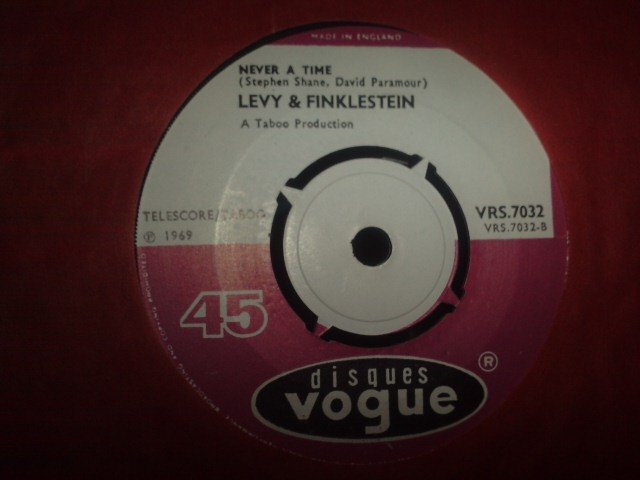 MADE IN ENGLAND
NEVER A TIME
(Stephen Shane, David Paramour)
LEVY & FINKLESTEIN
A Taboo Production
TELESCORE/TABOO
VRS.7032
℗ 1969
VRS.7032-B
45
disques
vogue
®